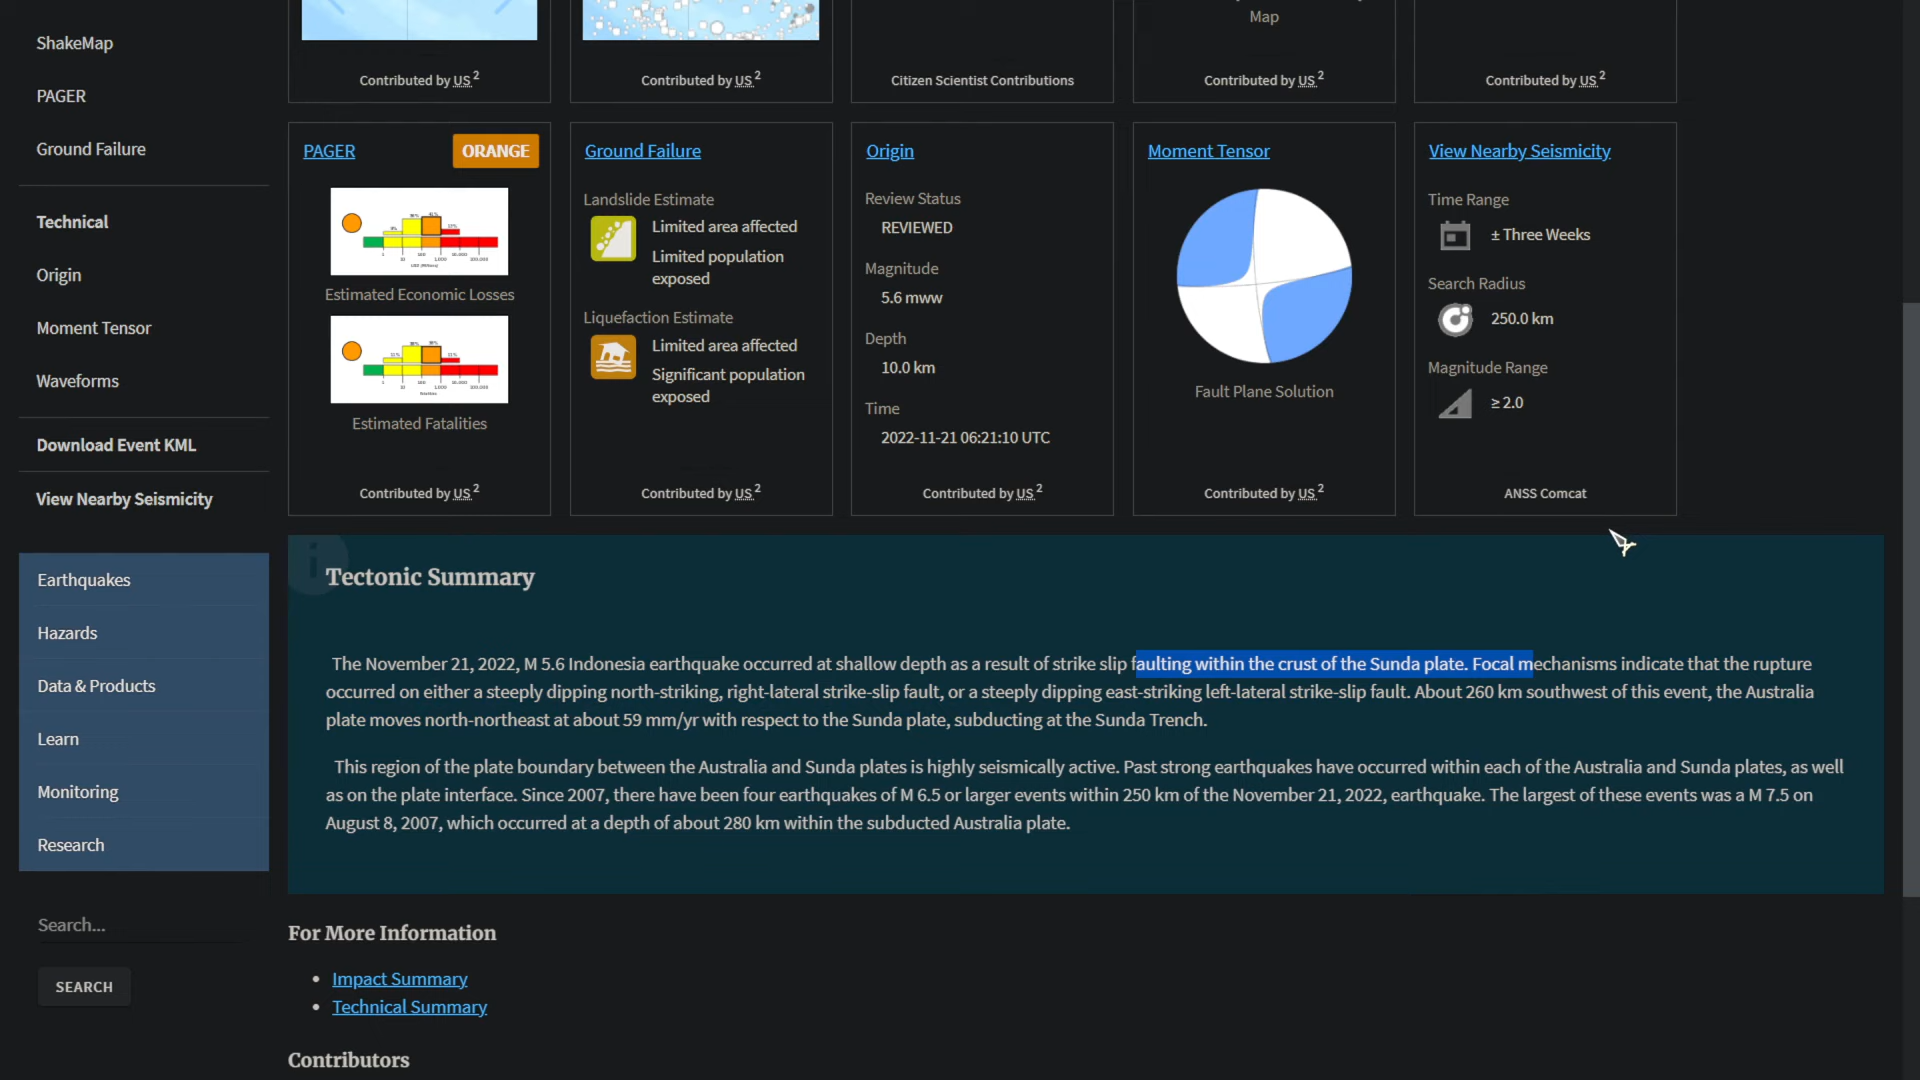 ShakeMap
PAGER
Ground Failure
Technical
Origin
Moment Tensor
Waveforms
Download Event KML
View Nearby Seismicity
Earthquakes
Hazards
Data & Products
Learn
Monitoring
Research
Search...
SEARCH
Contributed by US 2
Contributed by US 2
Citizen Scientist Contributions
Map
Contributed by US 2
Contributed by US 2
PAGER
ORANGE
Estimated Economic Losses
Estimated Fatalities
Contributed by US 2
Ground Failure
Landslide Estimate
Limited area affected
Limited population
exposed
Liquefaction Estimate
Limited area affected
Significant population
exposed
Contributed by US 2
Origin
Review Status
REVIEWED
Magnitude
5.6 mww
Depth
10.0 km
Time
2022-11-21 06:21:10 UTC
Contributed by US 2
Moment Tensor
Fault Plane Solution
Contributed by US 2
View Nearby Seismicity
Time Range
± Three Weeks
Search Radius
250.0 km
Magnitude Range
≥ 2.0
ANSS Comcat
Tectonic Summary
The November 21, 2022, M 5.6 Indonesia earthquake occurred at shallow depth as a result of strike slip faulting within the crust of the Sunda plate. Focal mechanisms indicate that the rupture
occurred on either a steeply dipping north-striking, right-lateral strike-slip fault, or a steeply dipping east-striking left-lateral strike-slip fault. About 260 km southwest of this event, the Australia
plate moves north-northeast at about 59 mm/yr with respect to the Sunda plate, subducting at the Sunda Trench.
This region of the plate boundary between the Australia and Sunda plates is highly seismically active. Past strong earthquakes have occurred within each of the Australia and Sunda plates, as well
as on the plate interface. Since 2007, there have been four earthquakes of M 6.5 or larger events within 250 km of the November 21, 2022, earthquake. The largest of these events was a M 7.5 on
August 8, 2007, which occurred at a depth of about 280 km within the subducted Australia plate.
For More Information
Impact Summary
Technical Summary
Contributors